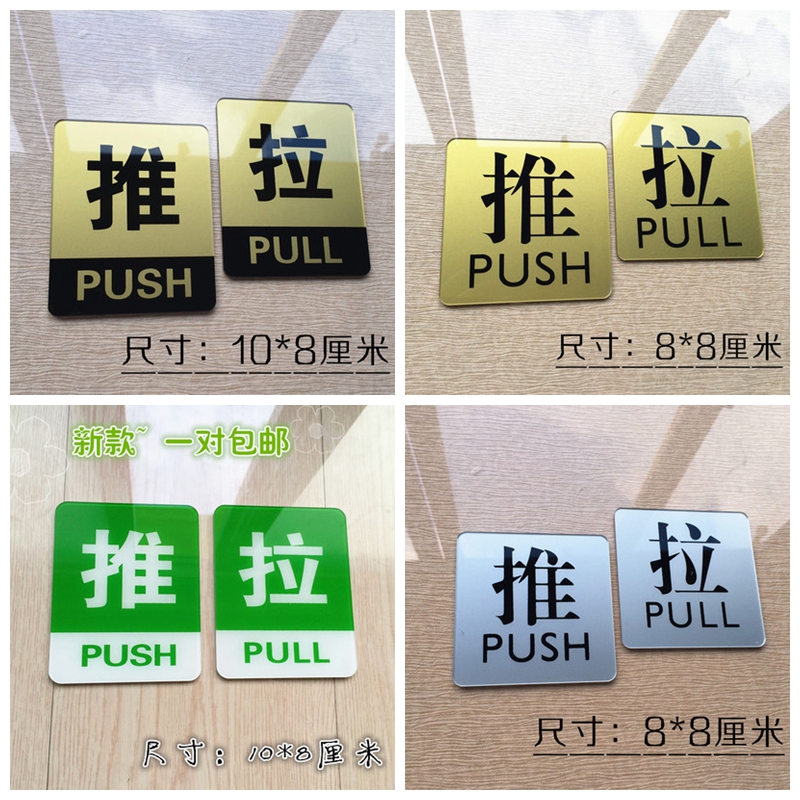 推
PUSH
拉
PULL
尺寸：10*8厘米
推
PUSH
拉
PULL
尺寸：8*8厘米
新款~ 一对包邮
推
PUSH
拉
PULL
尺寸：10*8厘米
推
PUSH
拉
PULL
尺寸：8*8厘米